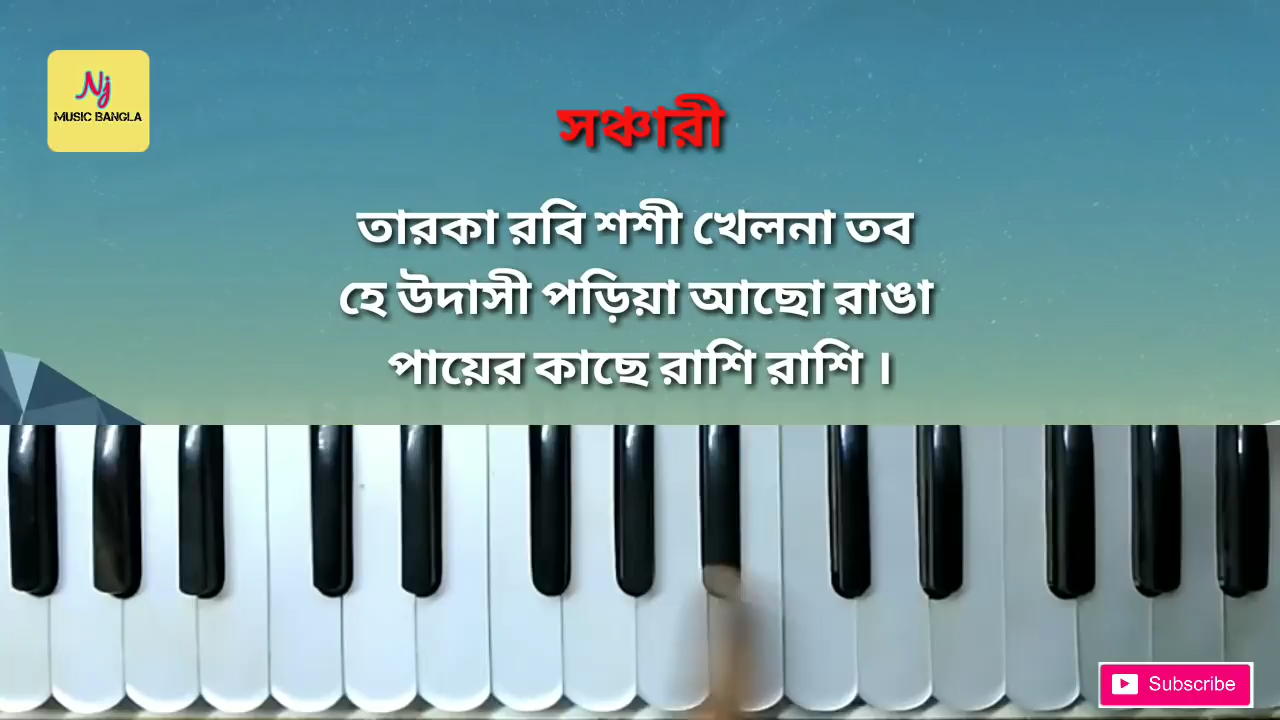 Nj
MUSIC BANGLA
সঞ্চারী
তারকা রবি শশী খেলনা তব
হে উদাসী পড়িয়া আছো রাঙা
পায়ের কাছে রাশি রাশি ।
Subscribe